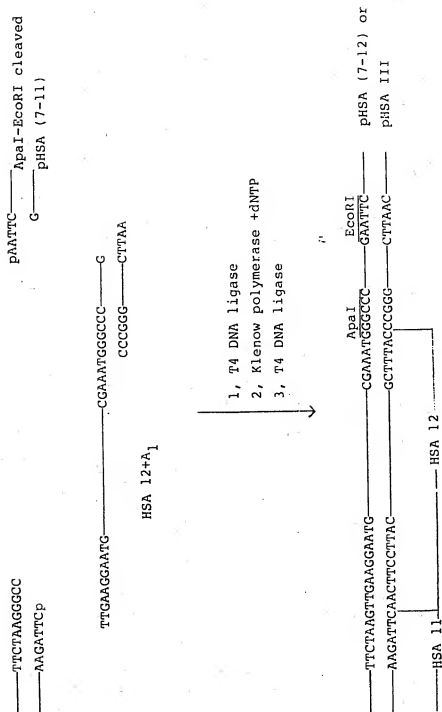 —TTCTAAGGGCC
—AAGATTCp
pAATTC—
G—
ApaI-EcoRI cleaved
pHSA (7-11)
TTGAAGGAATG—CGAAATGGGCCC—G
CCCGGG—CTTAA
HSA 12+A1
1, T4 DNA ligase
2, Klenow polymerase +dNTP
3, T4 DNA ligase
ApaI EcoRI
—TTCTAAGTTGAAGGAATG—CGAAATGGGCCC—GAATTC— pHSA (7-12) or
—AAGATTCAACTTCCTTAC—GCTTTACCCGGG—CTTAAC— pHSA III
—HSA 11— — HSA 12